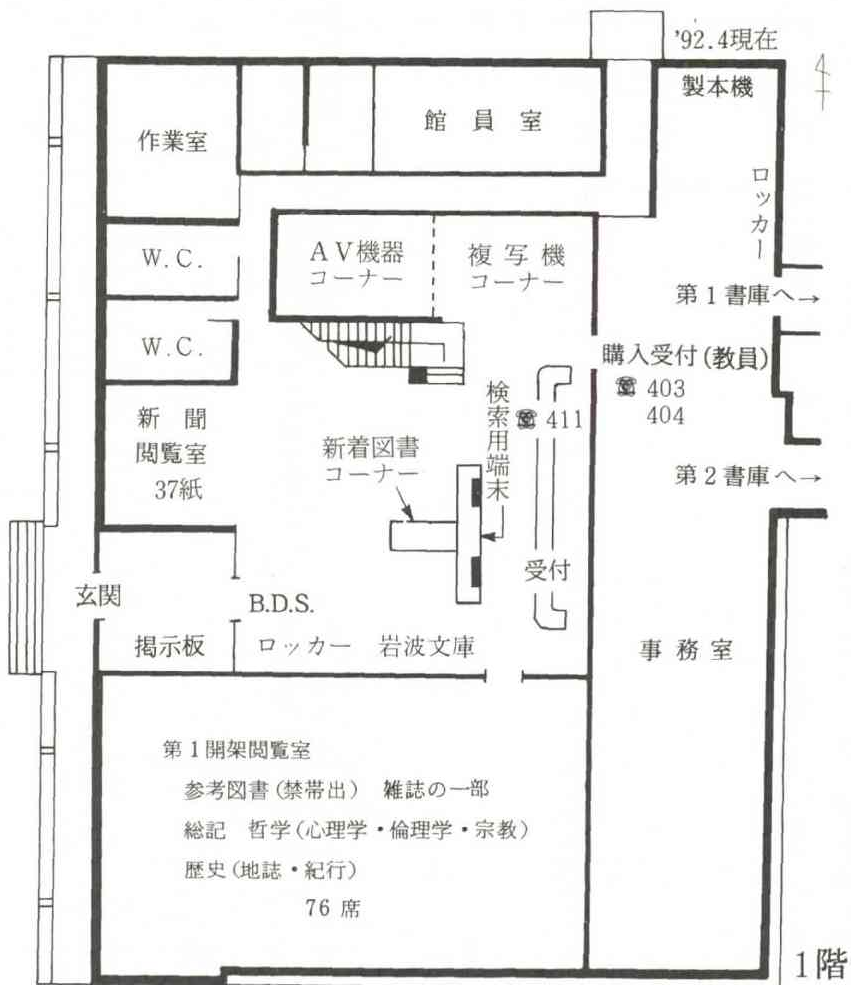 '92.4現在
製本機
作業室
館員室
ロッカー
W.C.
AV機器
コーナー
複写機
コーナー
第1書庫へ→
W.C.
購入受付(教員)
☎ 403
404
検索用端末
☎ 411
新聞
閲覧室
37紙
新着図書
コーナー
第2書庫へ→
受付
玄関
B.D.S.
掲示板
ロッカー 岩波文庫
事務室
第1開架閲覧室
参考図書(禁帯出) 雑誌の一部
総記 哲学(心理学・倫理学・宗教)
歴史(地誌・紀行)
76席
1階